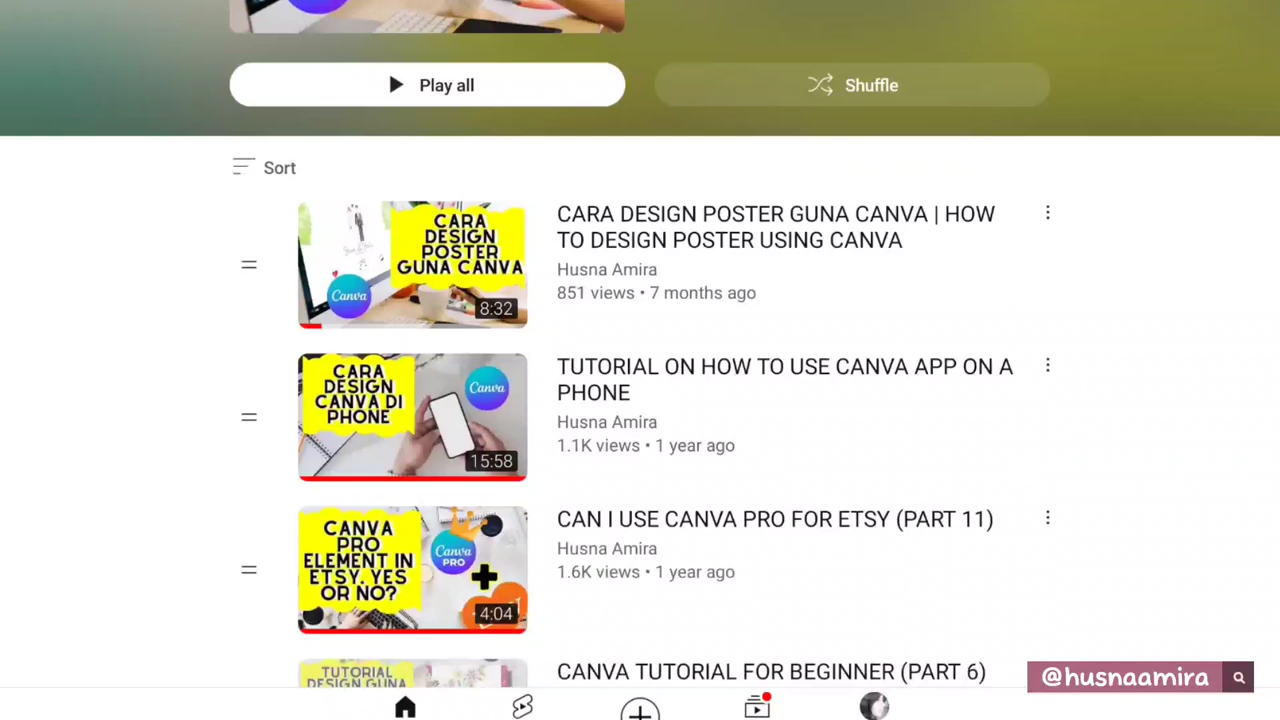 Play all
Shuffle
Sort
CARA
DESIGN
POSTER
GUNA CANVA
Canva
8:32
CARA DESIGN POSTER GUNA CANVA | HOW
TO DESIGN POSTER USING CANVA
Husna Amira
851 views • 7 months ago
CARA
DESIGN
CANVA DI
PHONE
Canva
15:58
TUTORIAL ON HOW TO USE CANVA APP ON A
PHONE
Husna Amira
1.1K views • 1 year ago
CANVA
PRO
ELEMENT IN
ETSY. YES
OR NO?
Canva
PRO
4:04
CAN I USE CANVA PRO FOR ETSY (PART 11)
Husna Amira
1.6K views • 1 year ago
TUTORIAL
DESIGN GUNA
CANVA TUTORIAL FOR BEGINNER (PART 6)
@husnaamira